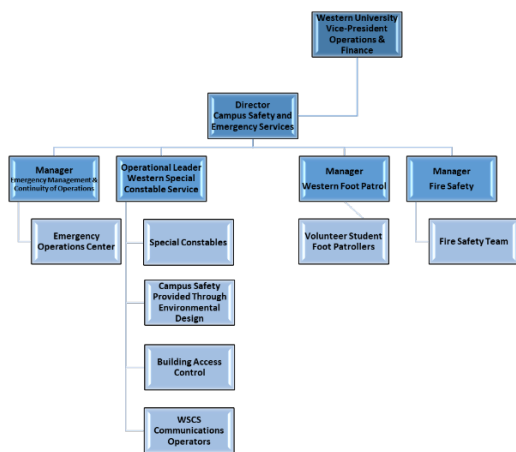 Western University
Vice-President
Operations &
Finance
Director
Campus Safety and
Emergency Services
Manager
Emergency Management &
Continuity of Operations
Operational Leader
Western Special
Constable Service
Manager
Western Foot Patrol
Manager
Fire Safety
Emergency
Operations Center
Special Constables
Volunteer Student
Foot Patrollers
Fire Safety Team
Campus Safety
Provided Through
Environmental
Design
Building Access
Control
WSCS
Communications
Operators